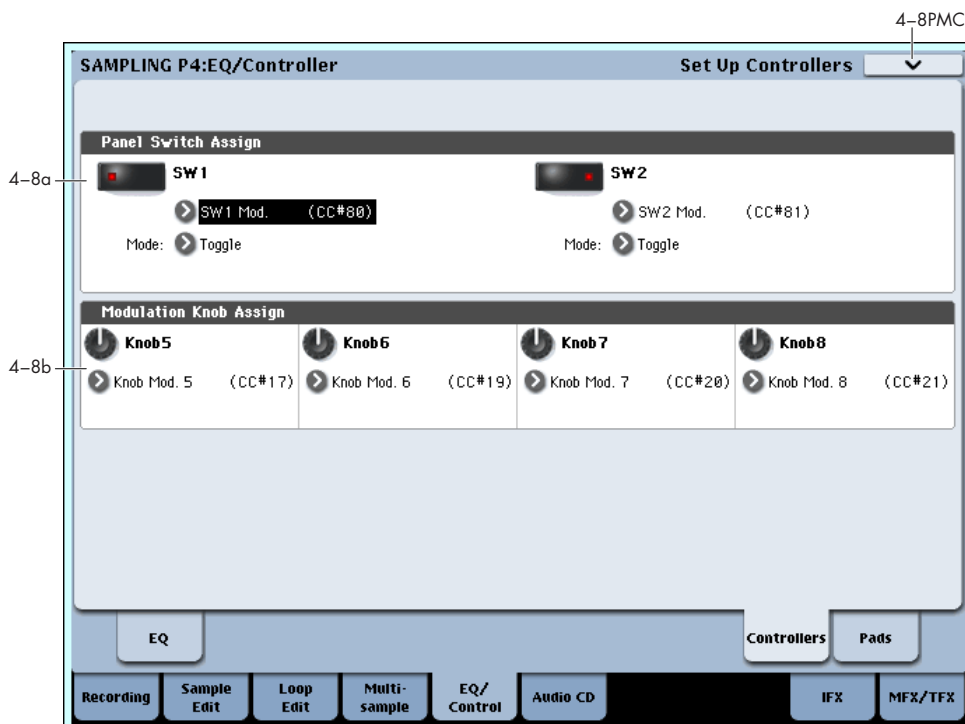 4–8PMC
SAMPLING P4:EQ/Controller
Set Up Controllers
Panel Switch Assign
4–8a
SW1
SW2
SW1 Mod. (CC#80)
SW2 Mod. (CC#81)
Mode: Toggle
Mode: Toggle
Modulation Knob Assign
Knob5
Knob6
Knob7
Knob8
4–8b
Knob Mod. 5 (CC#17)
Knob Mod. 6 (CC#19)
Knob Mod. 7 (CC#20)
Knob Mod. 8 (CC#21)
EQ
Controllers
Pads
Recording
Sample
Edit
Loop
Edit
Multi-
sample
EQ/
Control
Audio CD
IFX
MFX/TFX